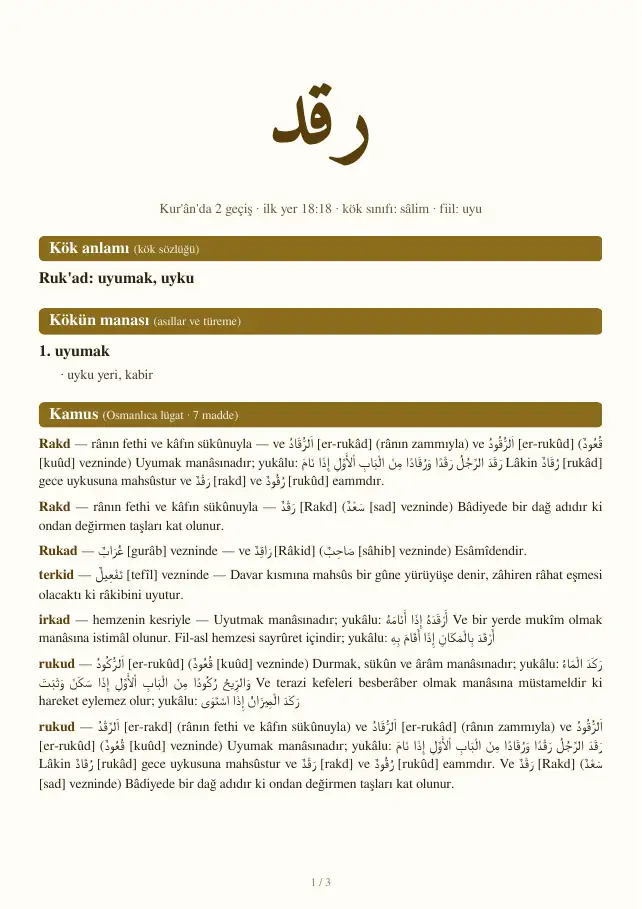 رقد
Kur'ân'da 2 geçiş · ilk yer 18:18 · kök sınıfı: sâlim · fiil: uyu
Kök anlamı (kök sözlüğü)
Ruk'ad: uyumak, uyku
Kökün manası (asıllar ve türeme)
1. uyumak
· uyku yeri, kabir
Kamus (Osmanlıca lügat · 7 madde)
Rakd — rânın fethi ve kâfın sükûnuyla — ve اَلرُّقَادُ [er-rukâd] (rânın zammıyla) ve اَلرُّقُودُ [er-rukûd] (قُعُودٌ
[kuûd] vezninde) Uyumak manâsınadır; yukâlu: رَقَدَ الرَّجُلُ رَقْدًا وَرُقَادًا مِنَ الْبَابِ الْأَوَّلِ إِذَا نَامَ Lâkin رُقَادٌ [rukâd]
gece uykusuna mahsûstur ve رَقْدٌ [rakd] ve رُقُودٌ [rukûd] eammdır.
Rakd — rânın fethi ve kâfın sükûnuyla — رَقْدٌ [Rakd] (سَعْدٌ [sad] vezninde) Bâdiyede bir dağ adıdır ki
ondan değirmen taşları kat olunur.
Rukad — غُرَابٌ [gurâb] vezninde — ve رَاقِدٌ [Râkid] (صَاحِبٌ [sâhib] vezninde) Esâmîdendir.
terkid — تَفْعِيلٌ [tefîl] vezninde — Davar kısmına mahsûs bir gûne yürüyüşe denir, zâhiren râhat eşmesi
olacaktı ki râkibini uyutur.
irkad — hemzenin kesriyle — Uyutmak manâsınadır; yukâlu: أَرْقَدَهُ إِذَا أَنَامَهُ Ve bir yerde mukîm olmak
manâsına istimâl olunur. Fil-asl hemzesi sayrûret içindir; yukâlu: أَرْقَدَ بِالْمَكَانِ إِذَا أَقَامَ بِهِ
rukud — اَلرُّكُودُ [er-rukûd] (قُعُودٌ [kuûd] vezninde) Durmak, sükûn ve ârâm manâsınadır; yukâlu: رَكَدَ الْمَاءُ
وَالرِّيحُ رُكُودًا مِنَ الْبَابِ الْأَوَّلِ إِذَا سَكَنَ وَثَبَتَ Ve terazi kefeleri besberâber olmak manâsına müstameldir ki
hareket eylemez olur; yukâlu: رَكَدَ الْمِيزَانُ إِذَا اسْتَوَى
rukud — اَلرَّقْدُ [er-rakd] (rânın fethi ve kâfın sükûnuyla) ve اَلرُّقَادُ [er-rukâd] (rânın zammıyla) ve اَلرُّقُودُ
[er-rukûd] (قُعُودٌ [kuûd] vezninde) Uyumak manâsınadır; yukâlu: رَقَدَ الرَّجُلُ رَقْدًا وَرُقَادًا مِنَ الْبَابِ الْأَوَّلِ إِذَا نَامَ
Lâkin رُقَادٌ [rukâd] gece uykusuna mahsûstur ve رَقْدٌ [rakd] ve رُقُودٌ [rukûd] eammdır. Ve رَقْدٌ [Rakd] (سَعْدٌ
[sad] vezninde) Bâdiyede bir dağ adıdır ki ondan değirmen taşları kat olunur.
1 / 3